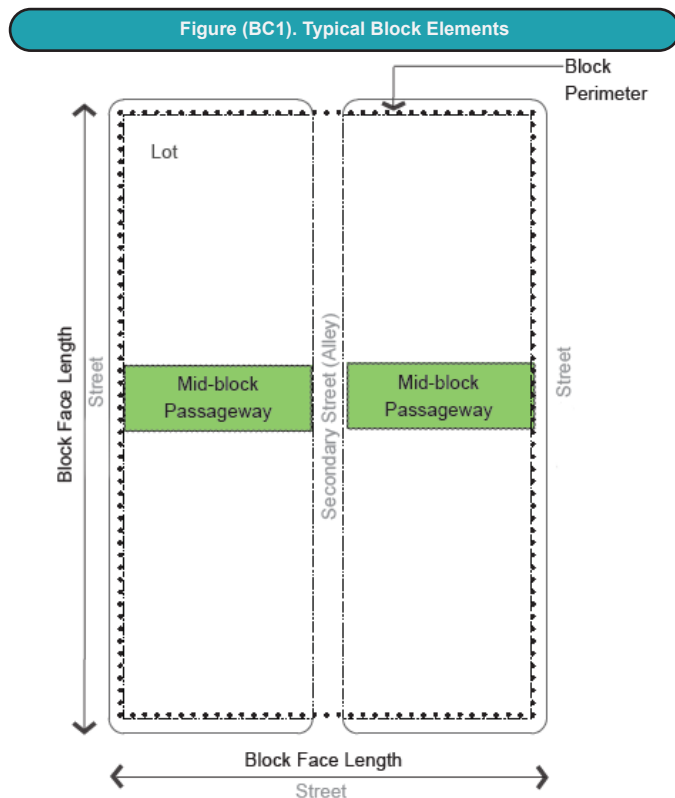 Figure (BC1). Typical Block Elements
Block
Perimeter
Lot
Block Face Length
Street
Mid-block
Passageway
Secondary Street (Alley)
Mid-block
Passageway
Street
Block Face Length
Street